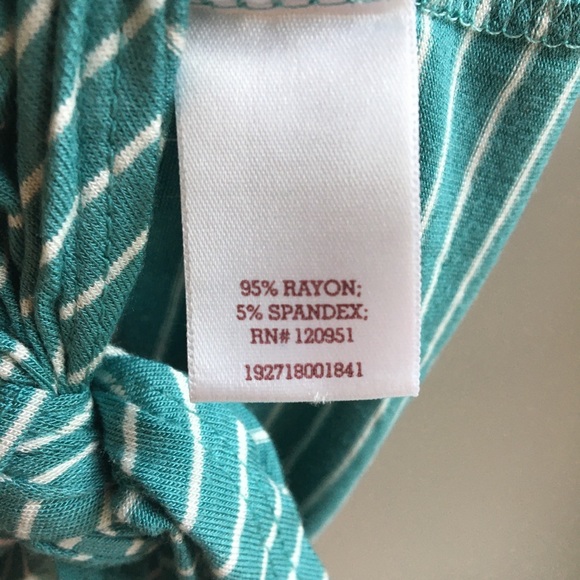 95% RAYON;
5% SPANDEX;
RN# 120951
192718001841